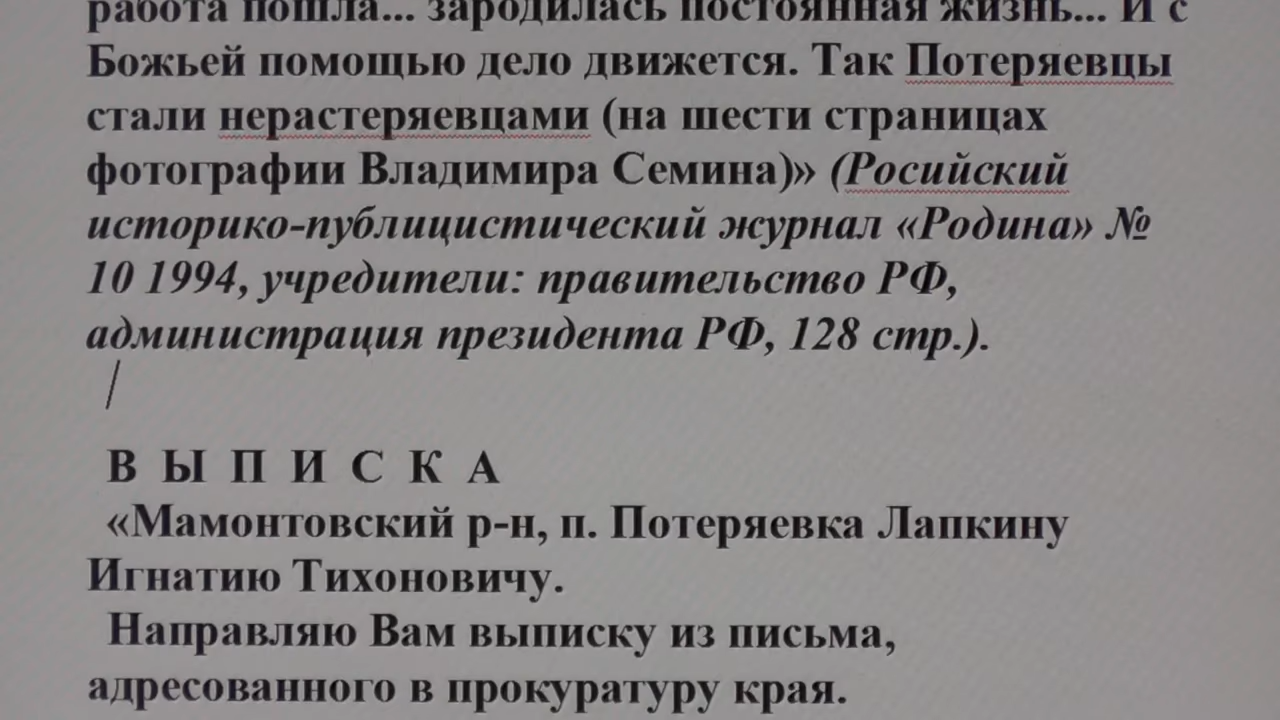 работа пошла... зародилась постоянная жизнь... И с
Божьей помощью дело движется. Так Потеряевцы
стали нерастеряевцами (на шести страницах
фотографии Владимира Семина)» (Росийский
историко-публицистический журнал «Родина» №
10 1994, учредители: правительство РФ,
администрация президента РФ, 128 стр.).
В Ы П И С К А
«Мамонтовский р-н, п. Потеряевка Лапкину
Игнатию Тихоновичу.
Направляю Вам выписку из письма,
адресованного в прокуратуру края.